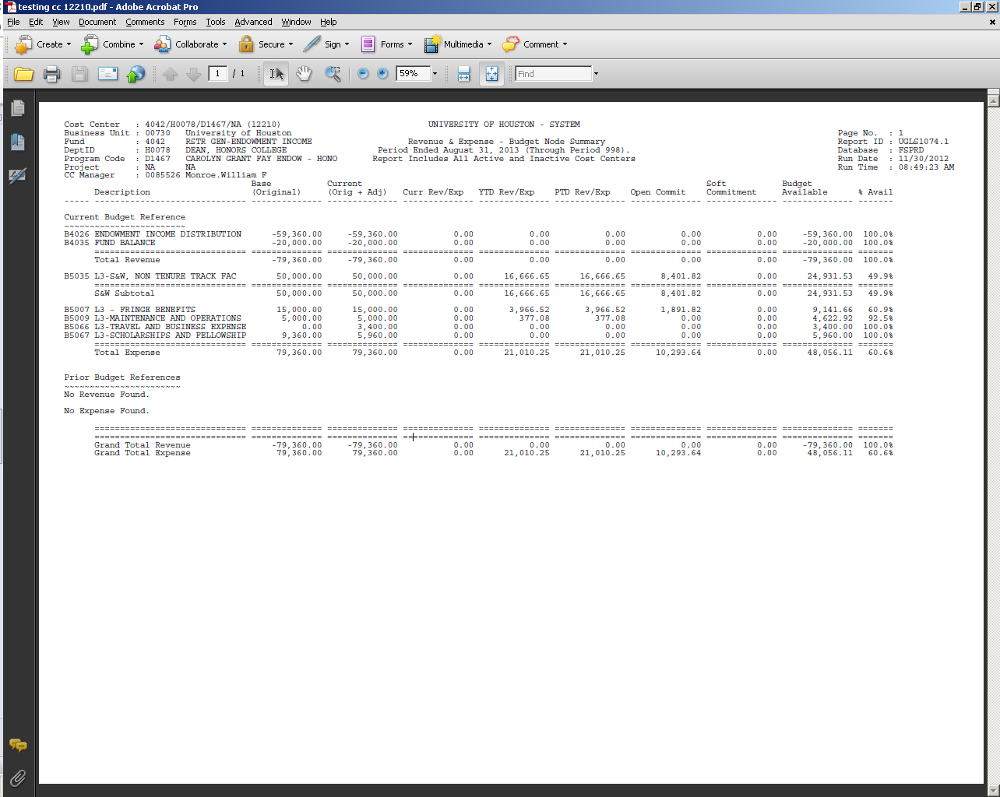 testing cc 12210.pdf - Adobe Acrobat Pro
File Edit View Document Comments Forms Tools Advanced Window Help
Create Combine Collaborate Secure Sign Forms Multimedia Comment
1 / 1 59% Find
Cost Center : 4042/H0078/D1467/NA (12210) UNIVERSITY OF HOUSTON - SYSTEM
Business Unit : 00730 University of Houston Page No. : 1
Fund : 4042 RSTR GEN-ENDOWMENT INCOME Revenue & Expense - Budget Node Summary Report ID : UGLS1074.1
DeptID : H0078 DEAN, HONORS COLLEGE Period Ended August 31, 2013 (Through Period 998). Database : FSPRD
Program Code : D1467 CAROLYN GRANT FAY ENDOW - HONO Report Includes All Active and Inactive Cost Centers Run Date : 11/30/2012
Project : NA NA Run Time : 08:49:23 AM
CC Manager : 0085526 Monroe.William F
Base Current Soft Budget
Description (Original) (Orig + Adj) Curr Rev/Exp YTD Rev/Exp PTD Rev/Exp Open Commit Commitment Available % Avail
Current Budget Reference
B4026 ENDOWMENT INCOME DISTRIBUTION -59,360.00 -59,360.00 0.00 0.00 0.00 0.00 0.00 -59,360.00 100.0%
B4035 FUND BALANCE -20,000.00 -20,000.00 0.00 0.00 0.00 0.00 0.00 -20,000.00 100.0%
Total Revenue -79,360.00 -79,360.00 0.00 0.00 0.00 0.00 0.00 -79,360.00 100.0%
B5035 L3-S&W, NON TENURE TRACK FAC 50,000.00 50,000.00 0.00 16,666.65 16,666.65 8,401.82 0.00 24,931.53 49.9%
S&W Subtotal 50,000.00 50,000.00 0.00 16,666.65 16,666.65 8,401.82 0.00 24,931.53 49.9%
B5007 L3 - FRINGE BENEFITS 15,000.00 15,000.00 0.00 3,966.52 3,966.52 1,891.82 0.00 9,141.66 60.9%
B5009 L3-MAINTENANCE AND OPERATIONS 5,000.00 5,000.00 0.00 377.08 377.08 0.00 0.00 4,622.92 92.5%
B5066 L3-TRAVEL AND BUSINESS EXPENSE 0.00 3,400.00 0.00 0.00 0.00 0.00 0.00 3,400.00 100.0%
B5067 L3-SCHOLARSHIPS AND FELLOWSHIP 9,360.00 5,960.00 0.00 0.00 0.00 0.00 0.00 5,960.00 100.0%
Total Expense 79,360.00 79,360.00 0.00 21,010.25 21,010.25 10,293.64 0.00 48,056.11 60.6%
Prior Budget References
No Revenue Found.
No Expense Found.
Grand Total Revenue -79,360.00 -79,360.00 0.00 0.00 0.00 0.00 0.00 -79,360.00 100.0%
Grand Total Expense 79,360.00 79,360.00 0.00 21,010.25 21,010.25 10,293.64 0.00 48,056.11 60.6%